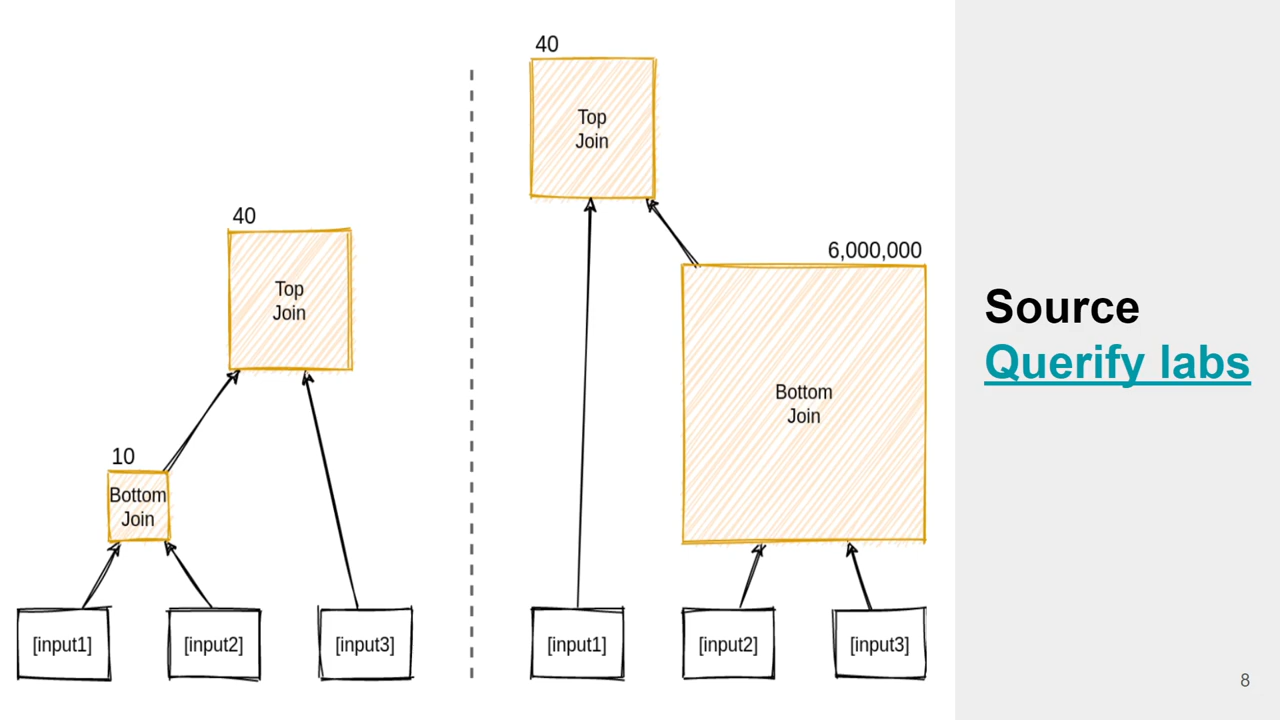 40
Top
Join
10
Bottom
Join
[input1]
[input2]
[input3]
40
Top
Join
6,000,000
Bottom
Join
[input1]
[input2]
[input3]
Source
Querify labs
8